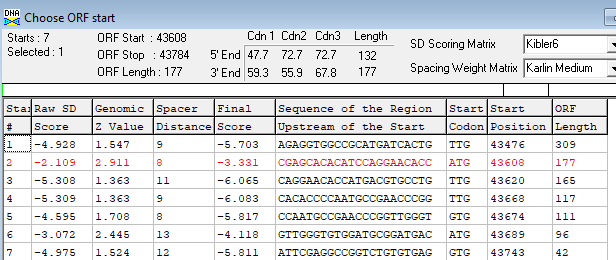 DNA Choose ORF start
Starts : 7 ORF Start : 43608 Cdn 1 Cdn2 Cdn3 Length SD Scoring Matrix Kibler6
Selected : 1 ORF Stop : 43784 5' End 47.7 72.7 72.7 132
ORF Length : 177 3' End 59.3 55.9 67.8 177 Spacing Weight Matrix Karlin Medium
Star Raw SD Genomic Spacer Final Sequence of the Region Start Start ORF
# Score Z Value Distance Score Upstream of the Start Codon Position Length
1 -4.928 1.547 9 -5.703 AGAGGTGGCCGCATGATCACTG TTG 43476 309
2 -2.109 2.911 8 -3.331 CGAGCACACATCCAGGAACACC ATG 43608 177
3 -5.308 1.363 11 -6.065 CAGGAACACCATGACGTGCCTG TTG 43620 165
4 -5.309 1.363 9 -6.083 CACACCCCAATGCCGAACCCGG TTG 43668 117
5 -4.595 1.708 8 -5.817 CCAATGCCGAACCCGGTTGGGT GTG 43674 111
6 -3.072 2.445 13 -4.118 GTTGGGTGTGGATGCGGATGAC ATG 43689 96
7 -4.975 1.524 12 -5.811 ATTCGAGGCCGGTCTGTGTGAG GTG 43743 42